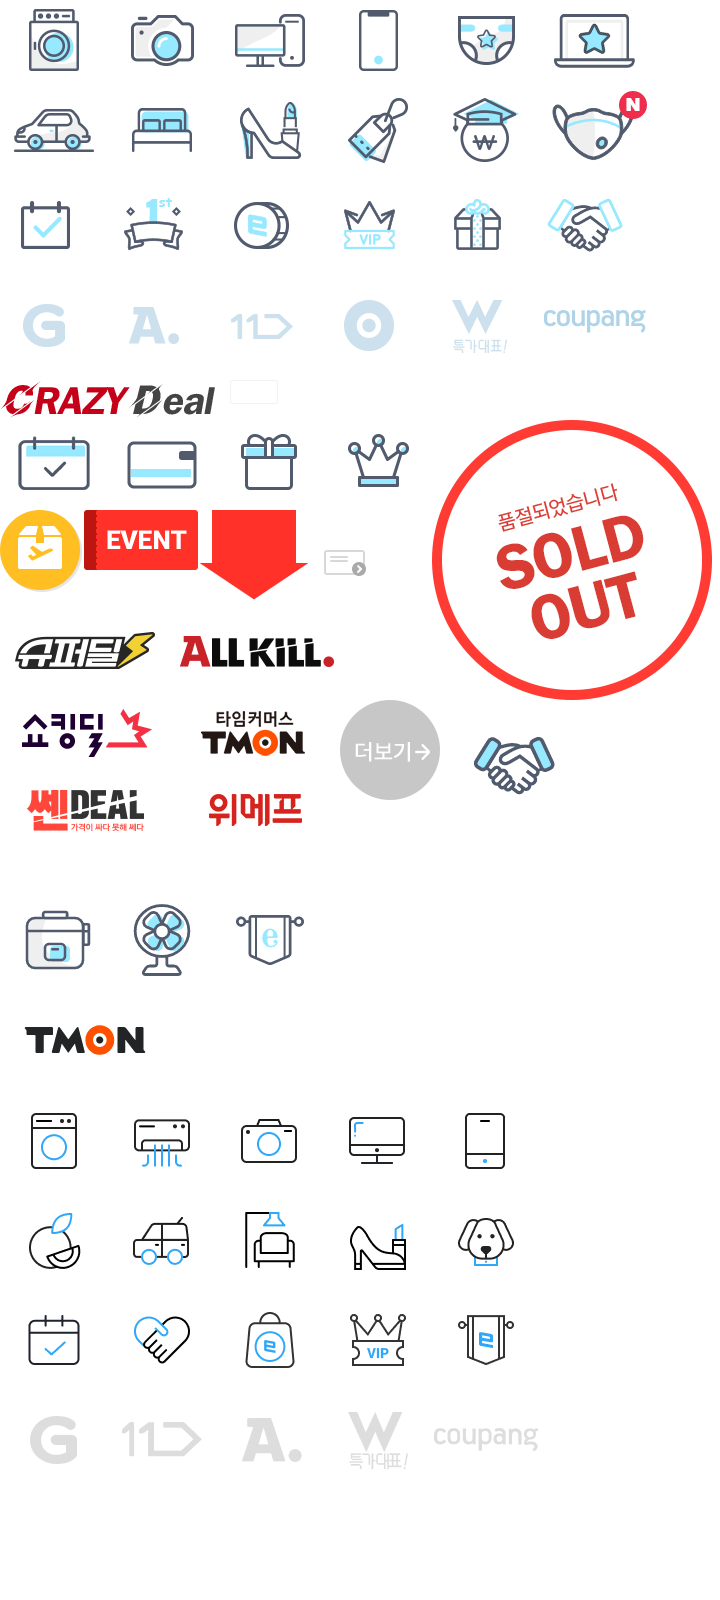 N
1st
e
VIP
G
A.
11
W
특가대표!
coupang
CRAZY Deal
EVENT
품절되었습니다
SOLD
OUT
슈퍼딜
ALL KILL.
쇼킹딜
타임커머스
TMON
더보기→
쎈DEAL
가격이 싸다 못해 쎄다
위메프
e
TMON
e
VIP
e
G
11
A.
W
특가대표!
coupang